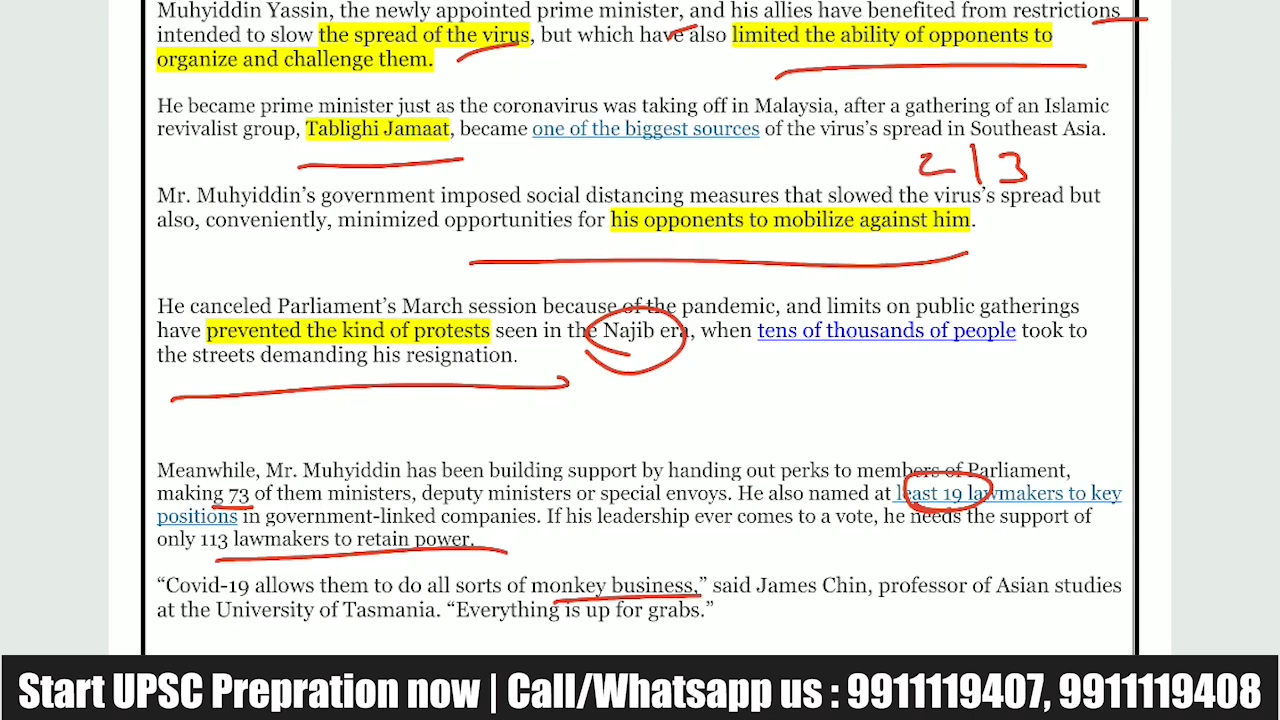 Muhyiddin Yassin, the newly appointed prime minister, and his allies have benefited from restrictions
intended to slow the spread of the virus, but which have also limited the ability of opponents to
organize and challenge them.
He became prime minister just as the coronavirus was taking off in Malaysia, after a gathering of an Islamic
revivalist group, Tablighi Jamaat, became one of the biggest sources of the virus’s spread in Southeast Asia.
2|3
Mr. Muhyiddin’s government imposed social distancing measures that slowed the virus’s spread but
also, conveniently, minimized opportunities for his opponents to mobilize against him.
He canceled Parliament’s March session because of the pandemic, and limits on public gatherings
have prevented the kind of protests seen in the Najib era, when tens of thousands of people took to
the streets demanding his resignation.
Meanwhile, Mr. Muhyiddin has been building support by handing out perks to members of Parliament,
making 73 of them ministers, deputy ministers or special envoys. He also named at least 19 lawmakers to key
positions in government-linked companies. If his leadership ever comes to a vote, he needs the support of
only 113 lawmakers to retain power.
“Covid-19 allows them to do all sorts of monkey business,” said James Chin, professor of Asian studies
at the University of Tasmania. “Everything is up for grabs.”
Start UPSC Prepration now | Call/Whatsapp us : 9911119407, 9911119408